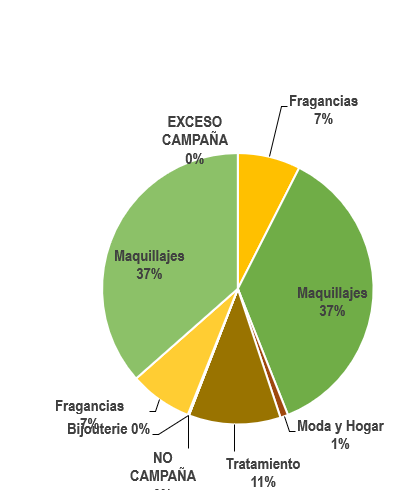 Fragancias
7%
EXCESO
CAMPAÑA
0%
Maquillajes
37%
Maquillajes
37%
Fragancias
7%
Bijouterie 0%
Moda y Hogar
1%
NO
CAMPAÑA
Tratamiento
11%